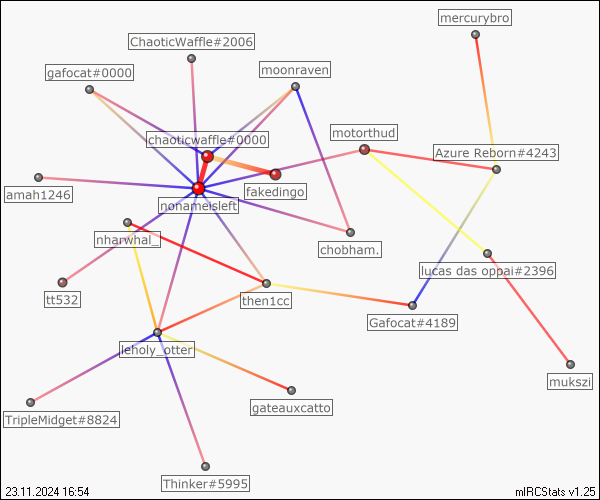 mercurybro
ChaoticWaffle#2006
gafocat#0000
moonraven
chaoticwaffle#0000
motorthud
Azure Reborn#4243
fakedingo
amah1246
nonameisleft
nharwhal_
chobham.
lucas das oppai#2396
tt532
then1cc
Gafocat#4189
leholy_otter
mukszi
gateauxcatto
TripleMidget#8824
Thinker#5995
23.11.2024 16:54
mIRCStats v1.25